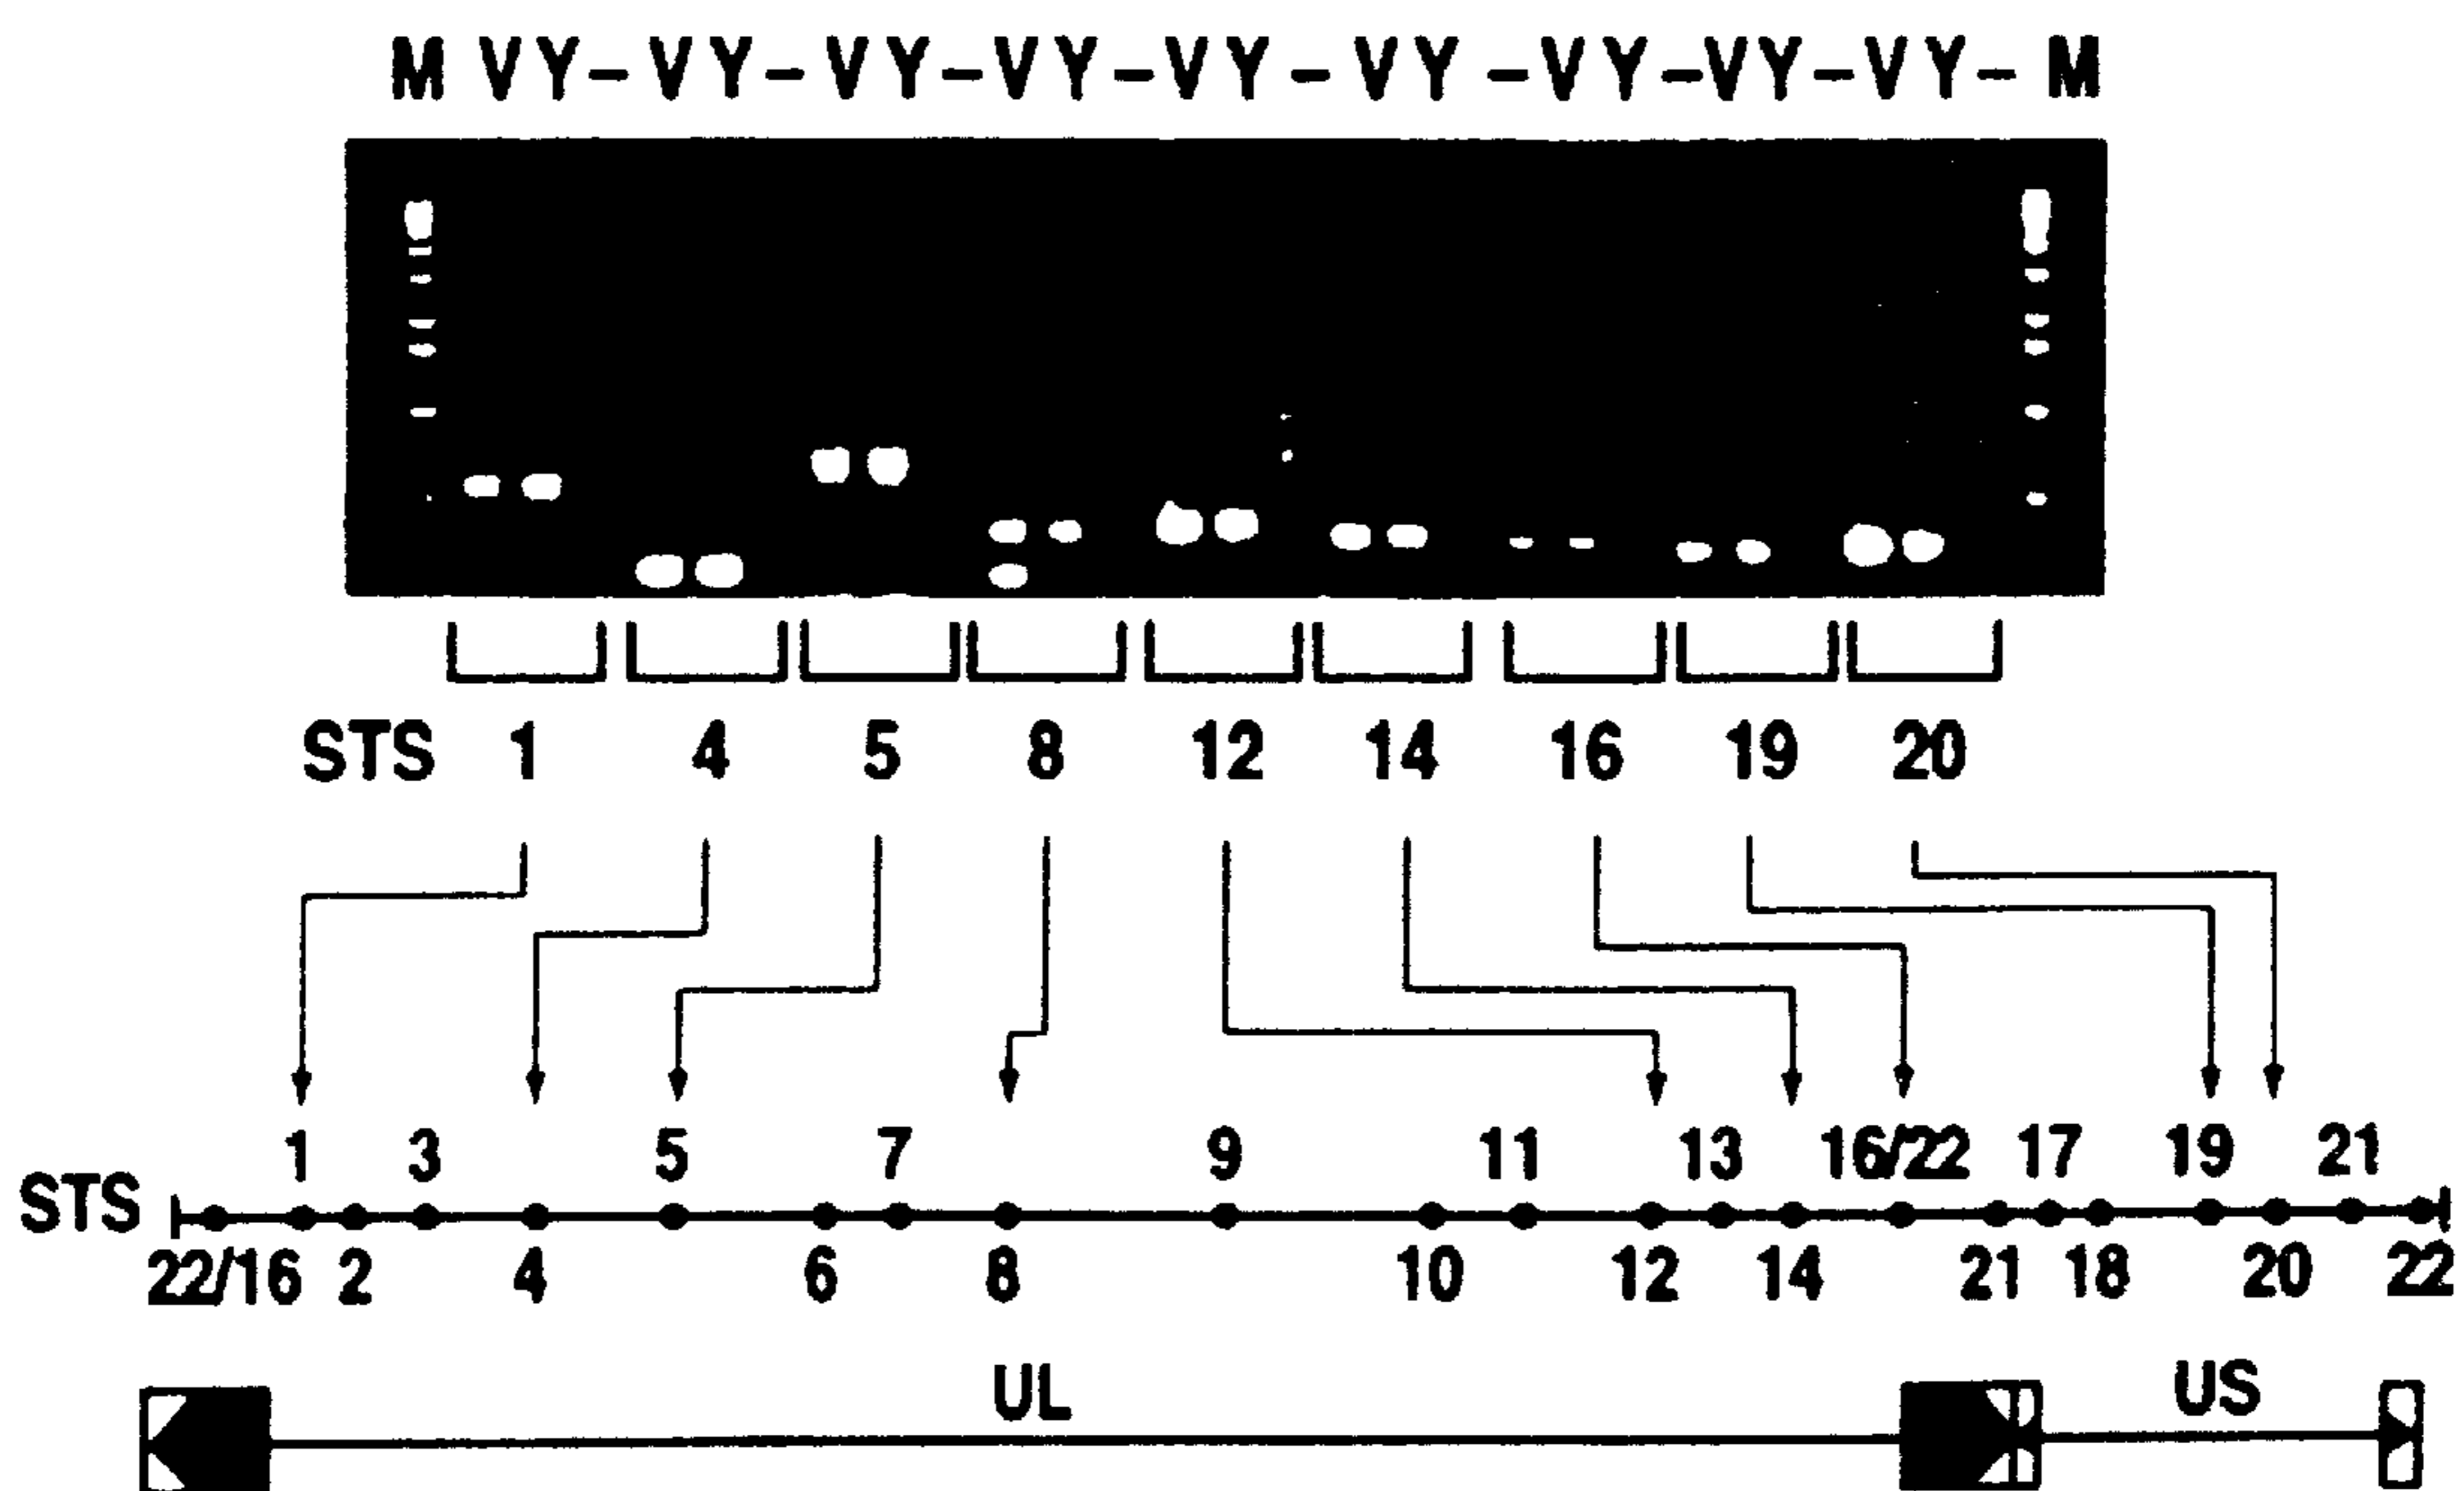 M VY-VY-VY-VY-VY-VY-VY-VY-VY-M
STS 1 4 5 8 12 14 16 19 20
1 3 5 7 9 11 13 16/22 17 19 21
STS
22/16 2 4 6 8 10 12 14 21 18 20 22
UL US